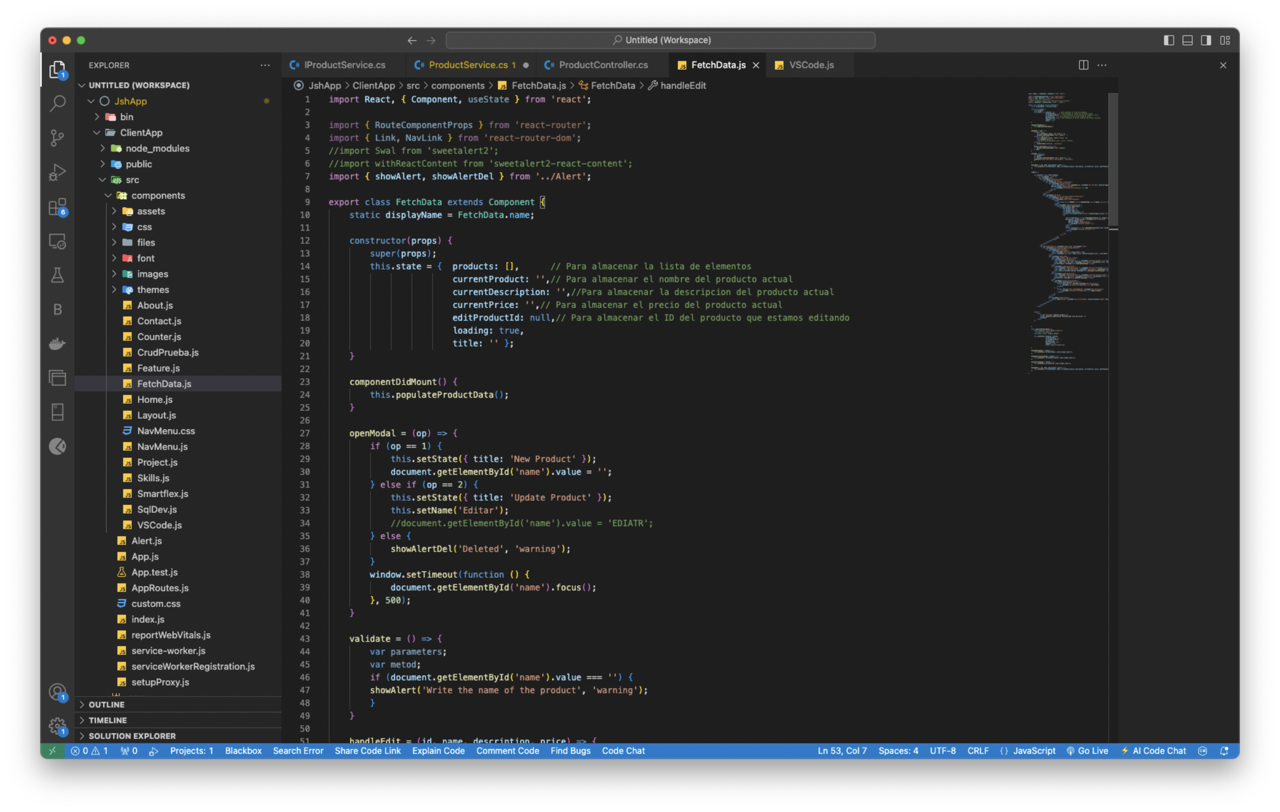 Untitled (Workspace)
EXPLORER
IProductService.cs
ProductService.cs 1
ProductController.cs
FetchData.js
VSCode.js
UNTITLED (WORKSPACE)
JshApp > ClientApp > src > components > FetchData.js > FetchData > handleEdit
JshApp
bin
ClientApp
node_modules
public
src
components
assets
css
files
font
images
themes
About.js
Contact.js
Counter.js
CrudPrueba.js
Feature.js
FetchData.js
Home.js
Layout.js
NavMenu.css
NavMenu.js
Project.js
Skills.js
Smartflex.js
SqlDev.js
VSCode.js
Alert.js
App.js
App.test.js
AppRoutes.js
custom.css
index.js
reportWebVitals.js
service-worker.js
serviceWorkerRegistration.js
setupProxy.js
OUTLINE
TIMELINE
SOLUTION EXPLORER
1 import React, { Component, useState } from 'react';
2
3 import { RouteComponentProps } from 'react-router';
4 import { Link, NavLink } from 'react-router-dom';
5 //import Swal from 'sweetalert2';
6 //import withReactContent from 'sweetalert2-react-content';
7 import { showAlert, showAlertDel } from '../Alert';
8
9 export class FetchData extends Component {
10 static displayName = FetchData.name;
11
12 constructor(props) {
13 super(props);
14 this.state = { products: [], // Para almacenar la lista de elementos
15 currentProduct: '',// Para almacenar el nombre del producto actual
16 currentDescription: '',//Para almacenar la descripcion del producto actual
17 currentPrice: '',// Para almacenar el precio del producto actual
18 editProductId: null,// Para almacenar el ID del producto que estamos editando
19 loading: true,
20 title: '' };
21 }
22
23 componentDidMount() {
24 this.populateProductData();
25 }
26
27 openModal = (op) => {
28 if (op == 1) {
29 this.setState({ title: 'New Product' });
30 document.getElementById('name').value = '';
31 } else if (op == 2) {
32 this.setState({ title: 'Update Product' });
33 this.setName('Editar');
34 //document.getElementById('name').value = 'EDIATR';
35 } else {
36 showAlertDel('Deleted', 'warning');
37 }
38 window.setTimeout(function () {
39 document.getElementById('name').focus();
40 }, 500);
41 }
42
43 validate = () => {
44 var parameters;
45 var metod;
46 if (document.getElementById('name').value === '') {
47 showAlert('Write the name of the product', 'warning');
48 }
49 }
50
51 handleEdit = (id, name, description, price) => {
0 1 0 Projects: 1 Blackbox Search Error Share Code Link Explain Code Comment Code Find Bugs Code Chat Ln 53, Col 7 Spaces: 4 UTF-8 CRLF JavaScript Go Live AI Code Chat